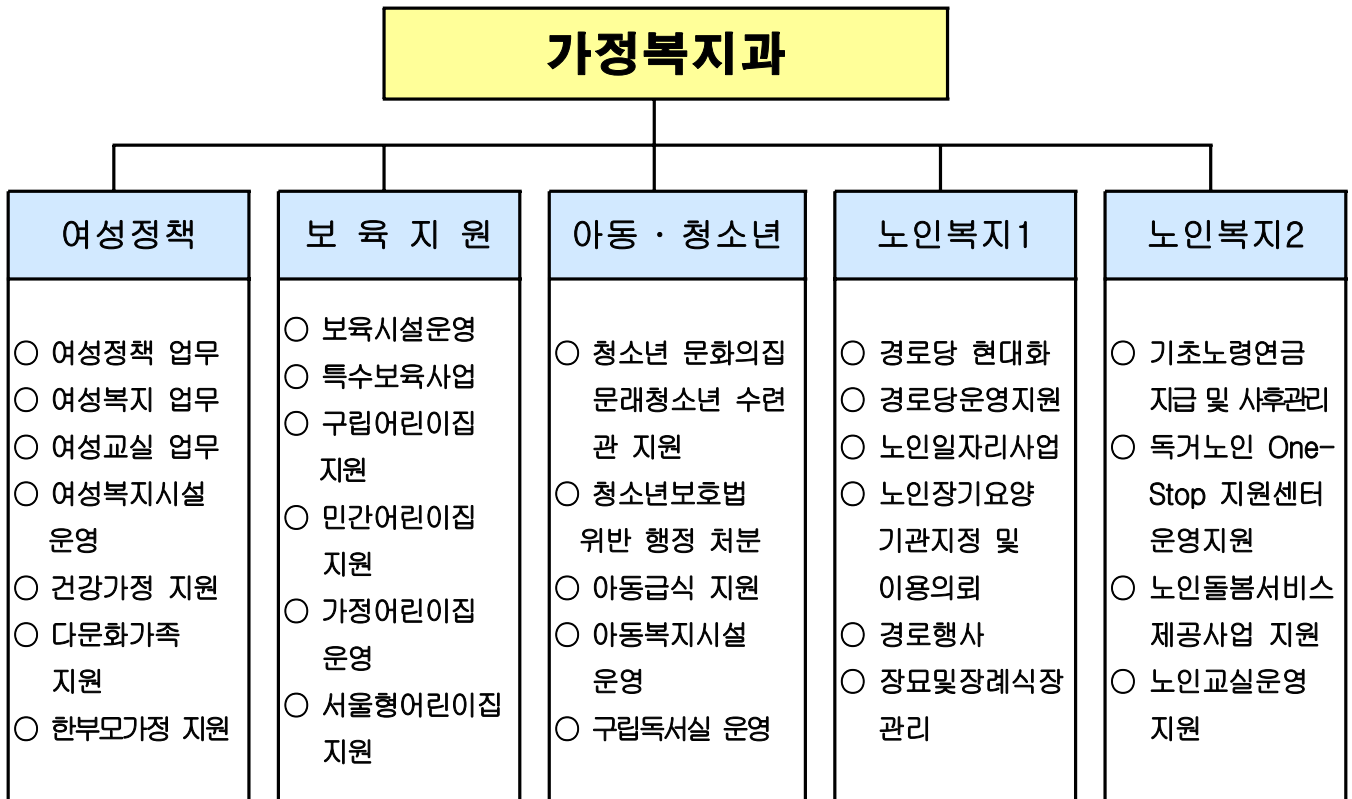 가정복지과
여성정책
○ 여성정책 업무
○ 여성복지 업무
○ 여성교실 업무
○ 여성복지시설
운영
○ 건강가정 지원
○ 다문화가족
지원
○ 한부모가정 지원
보 육 지 원
○ 보육시설운영
○ 특수보육사업
○ 구립어린이집
지원
○ 민간어린이집
지원
○ 가정어린이집
운영
○ 서울형어린이집
지원
아동 · 청소년
○ 청소년 문화의집
문래청소년 수련
관 지원
○ 청소년보호법
위반 행정 처분
○ 아동급식 지원
○ 아동복지시설
운영
○ 구립독서실 운영
노인복지1
○ 경로당 현대화
○ 경로당운영지원
○ 노인일자리사업
○ 노인장기요양
기관지정 및
이용의뢰
○ 경로행사
○ 장묘및장례식장
관리
노인복지2
○ 기초노령연금
지급 및 사후관리
○ 독거노인 One-
Stop 지원센터
운영지원
○ 노인돌봄서비스
제공사업 지원
○ 노인교실운영
지원